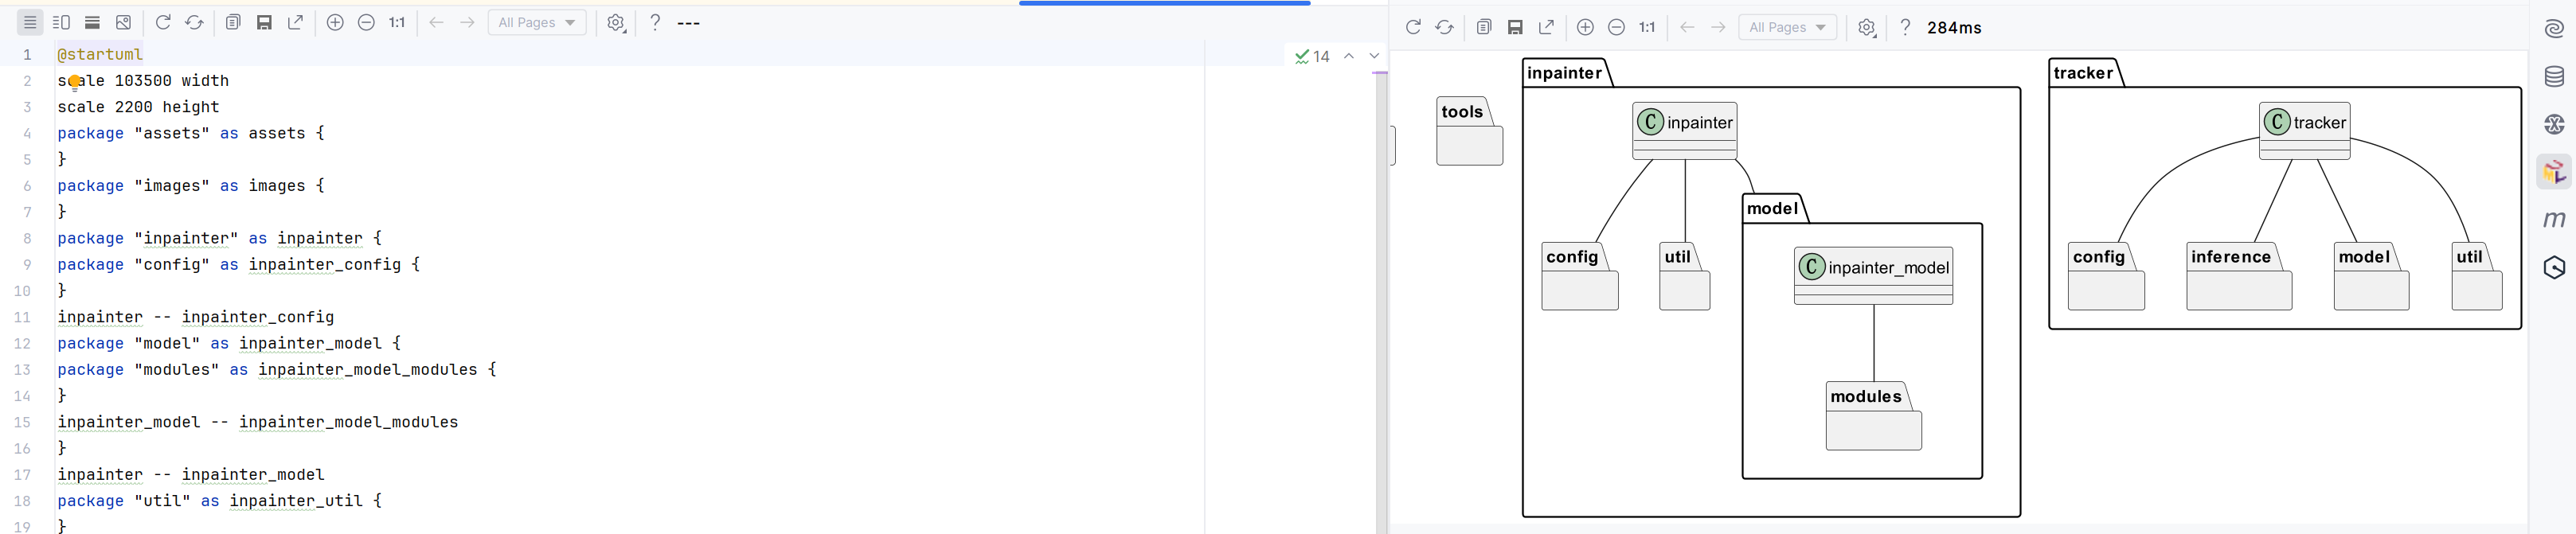 1:1
All Pages
?
---
1 @startuml
2 scale 103500 width
3 scale 2200 height
4 package "assets" as assets {
5 }
6 package "images" as images {
7 }
8 package "inpainter" as inpainter {
9 package "config" as inpainter_config {
10 }
11 inpainter -- inpainter_config
12 package "model" as inpainter_model {
13 package "modules" as inpainter_model_modules {
14 }
15 inpainter_model -- inpainter_model_modules
16 }
17 inpainter -- inpainter_model
18 package "util" as inpainter_util {
19 }
14
1:1
All Pages
?
284ms
tools
inpainter
C inpainter
config
util
model
C inpainter_model
modules
tracker
C tracker
config
inference
model
util
m